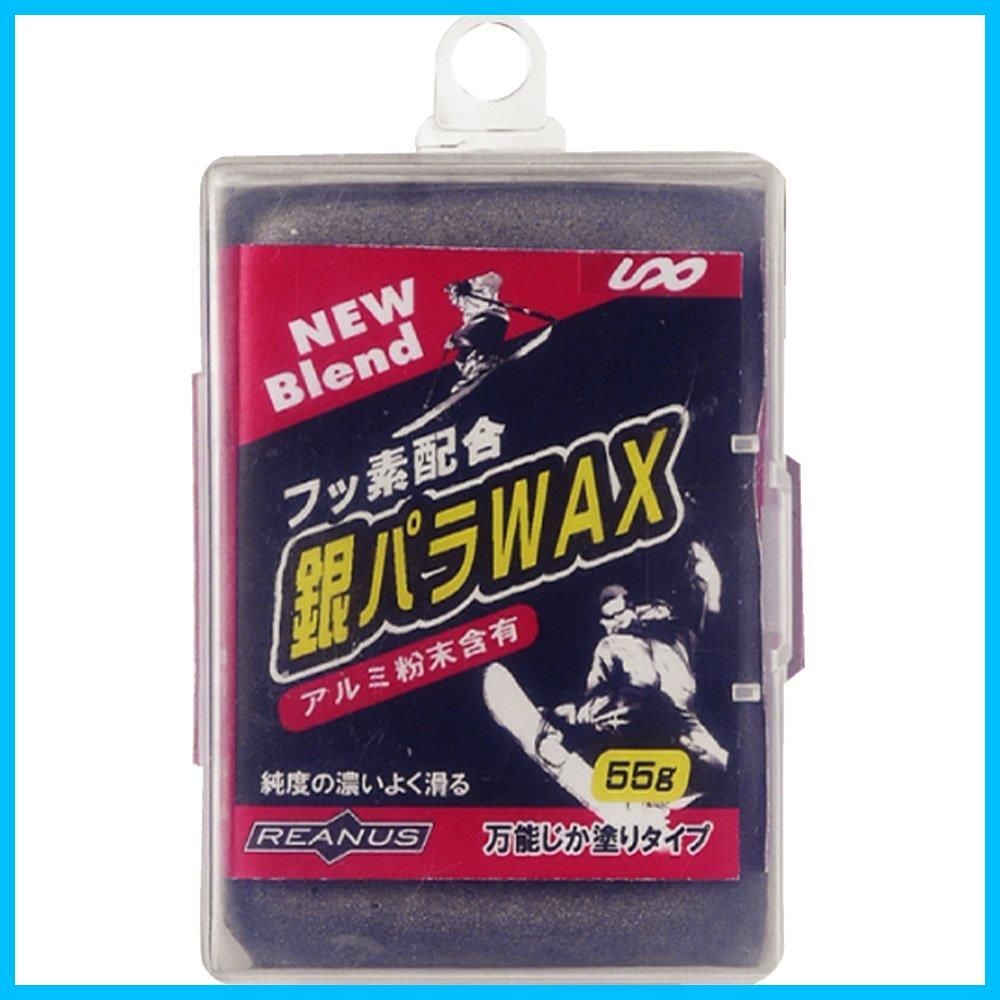 UNO
NEW
Blend
フッ素配合
銀パラWAX
アルミ粉末含有
55g
純度の濃いよく滑る
REANUS
万能じか塗りタイプ